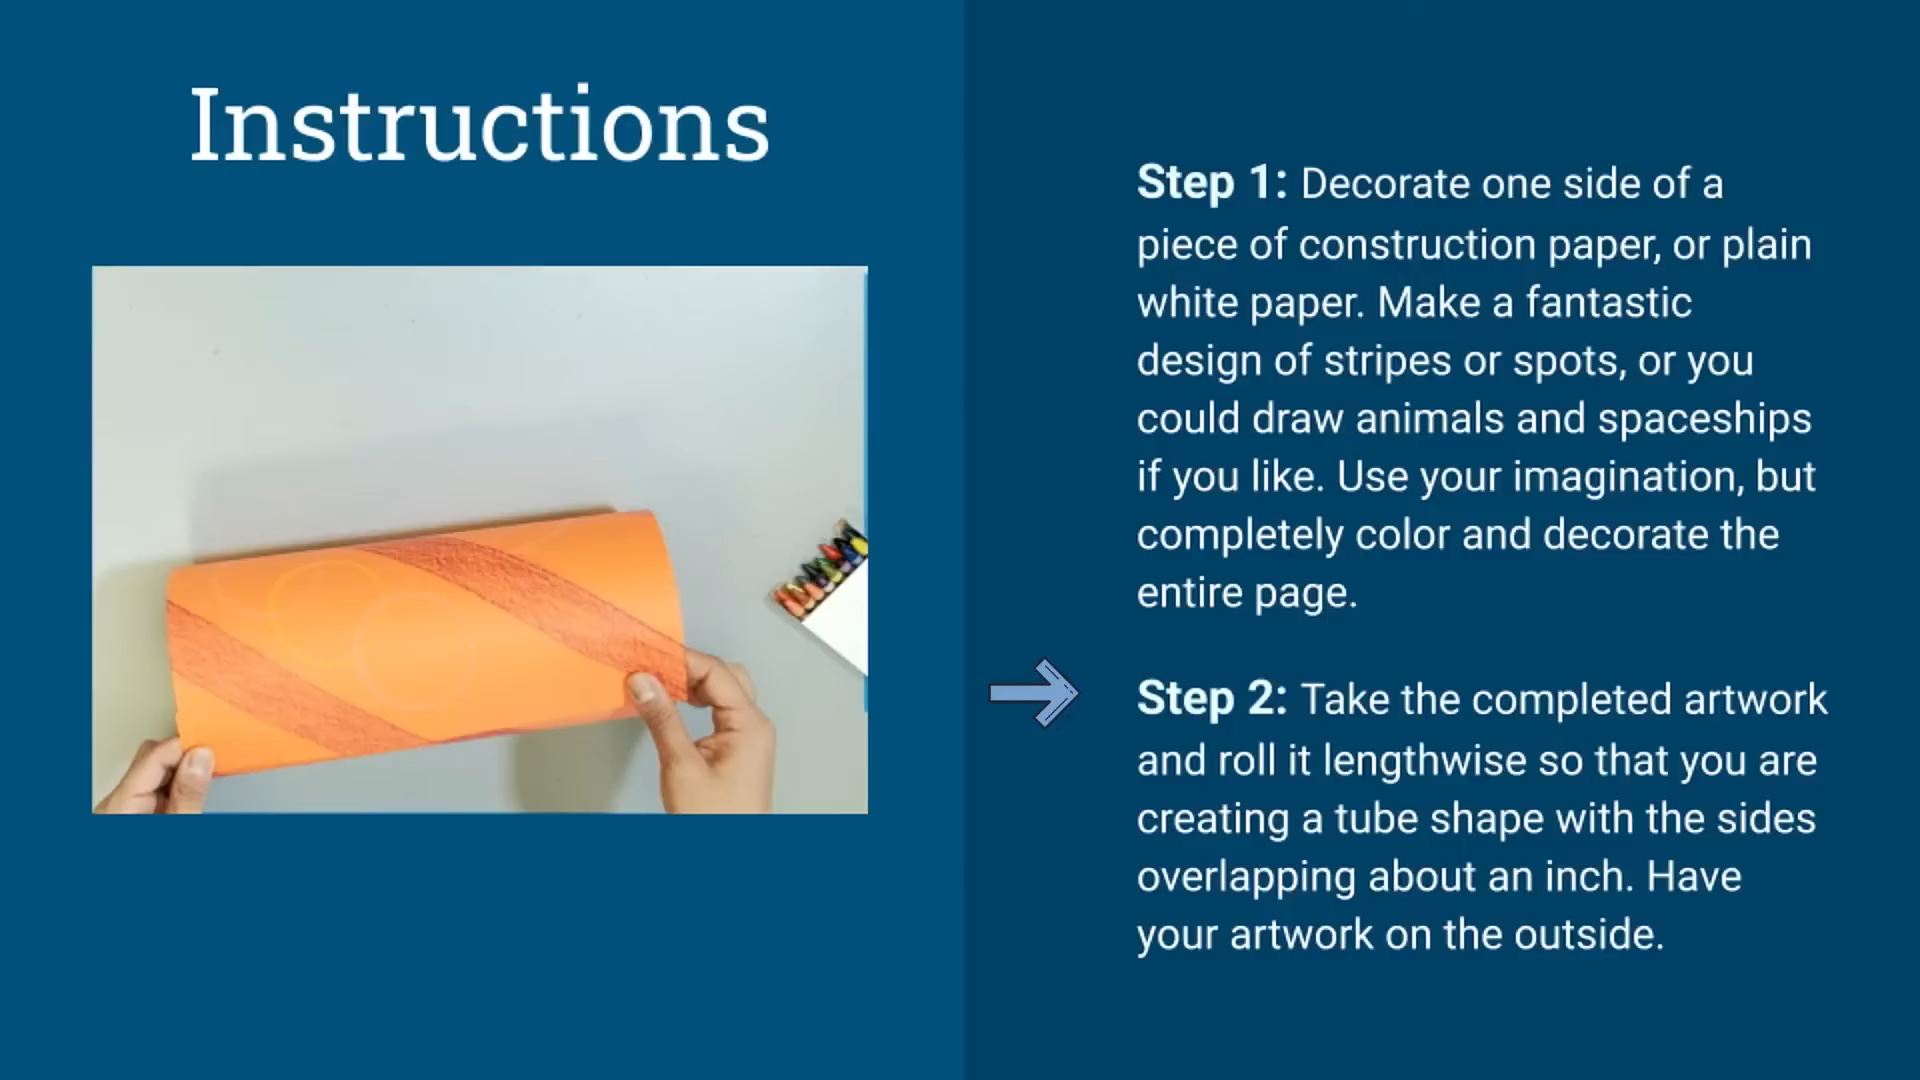 Instructions
Step 1: Decorate one side of a
piece of construction paper, or plain
white paper. Make a fantastic
design of stripes or spots, or you
could draw animals and spaceships
if you like. Use your imagination, but
completely color and decorate the
entire page.
Step 2: Take the completed artwork
and roll it lengthwise so that you are
creating a tube shape with the sides
overlapping about an inch. Have
your artwork on the outside.